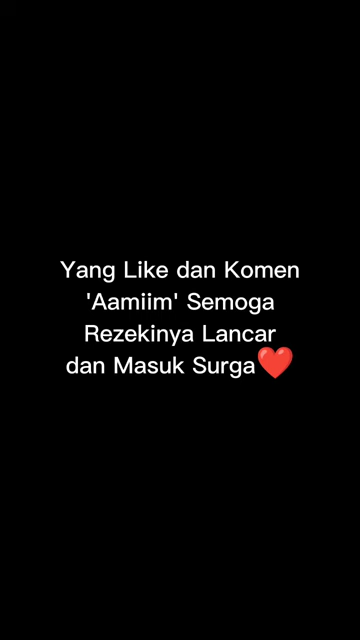 Yang Like dan Komen
'Aamiim' Semoga
Rezekinya Lancar
dan Masuk Surga❤️